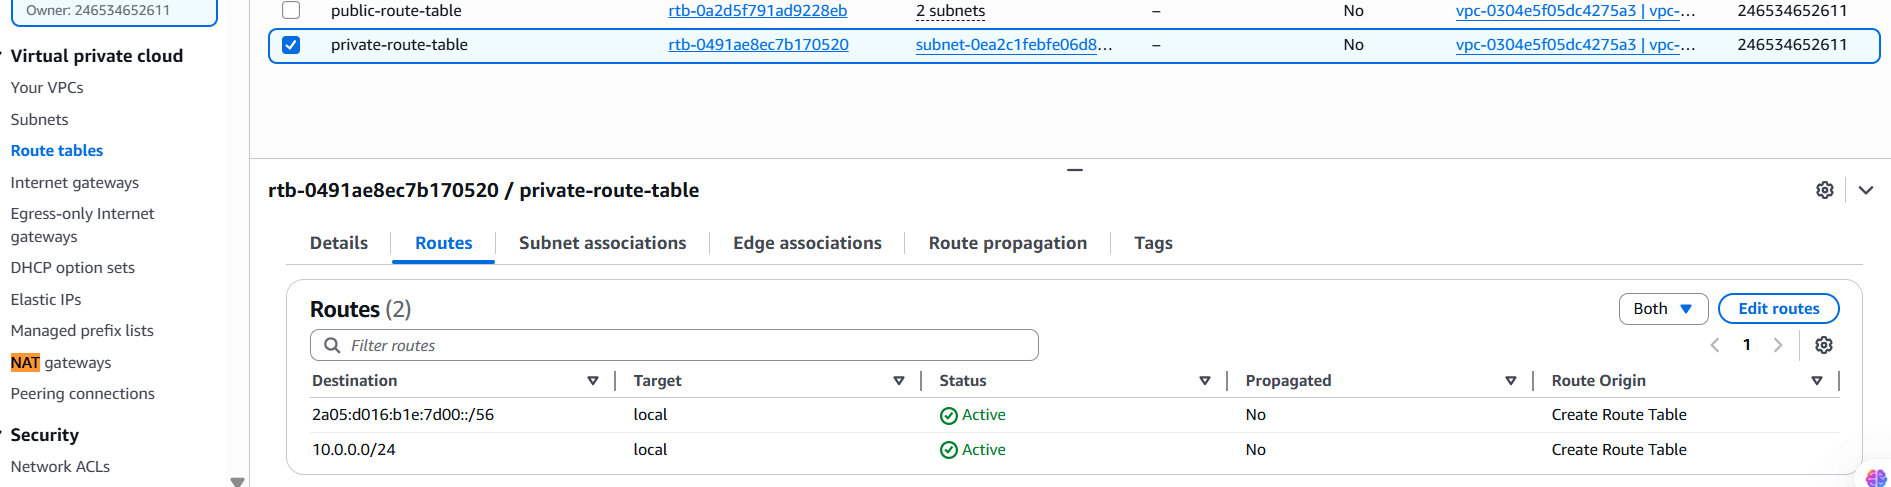 Owner: 246534652611
Virtual private cloud
Your VPCs
Subnets
Route tables
Internet gateways
Egress-only Internet
gateways
DHCP option sets
Elastic IPs
Managed prefix lists
NAT gateways
Peering connections
Security
Network ACLs
public-route-table rtb-0a2d5f791ad9228eb 2 subnets – No vpc-0304e5f05dc4275a3 | vpc-… 246534652611
private-route-table rtb-0491ae8ec7b170520 subnet-0ea2c1febfe06d8… – No vpc-0304e5f05dc4275a3 | vpc-… 246534652611
rtb-0491ae8ec7b170520 / private-route-table
Details Routes Subnet associations Edge associations Route propagation Tags
Routes (2) Both Edit routes
Filter routes 1
Destination Target Status Propagated Route Origin
2a05:d016:b1e:7d00::/56 local Active No Create Route Table
10.0.0.0/24 local Active No Create Route Table